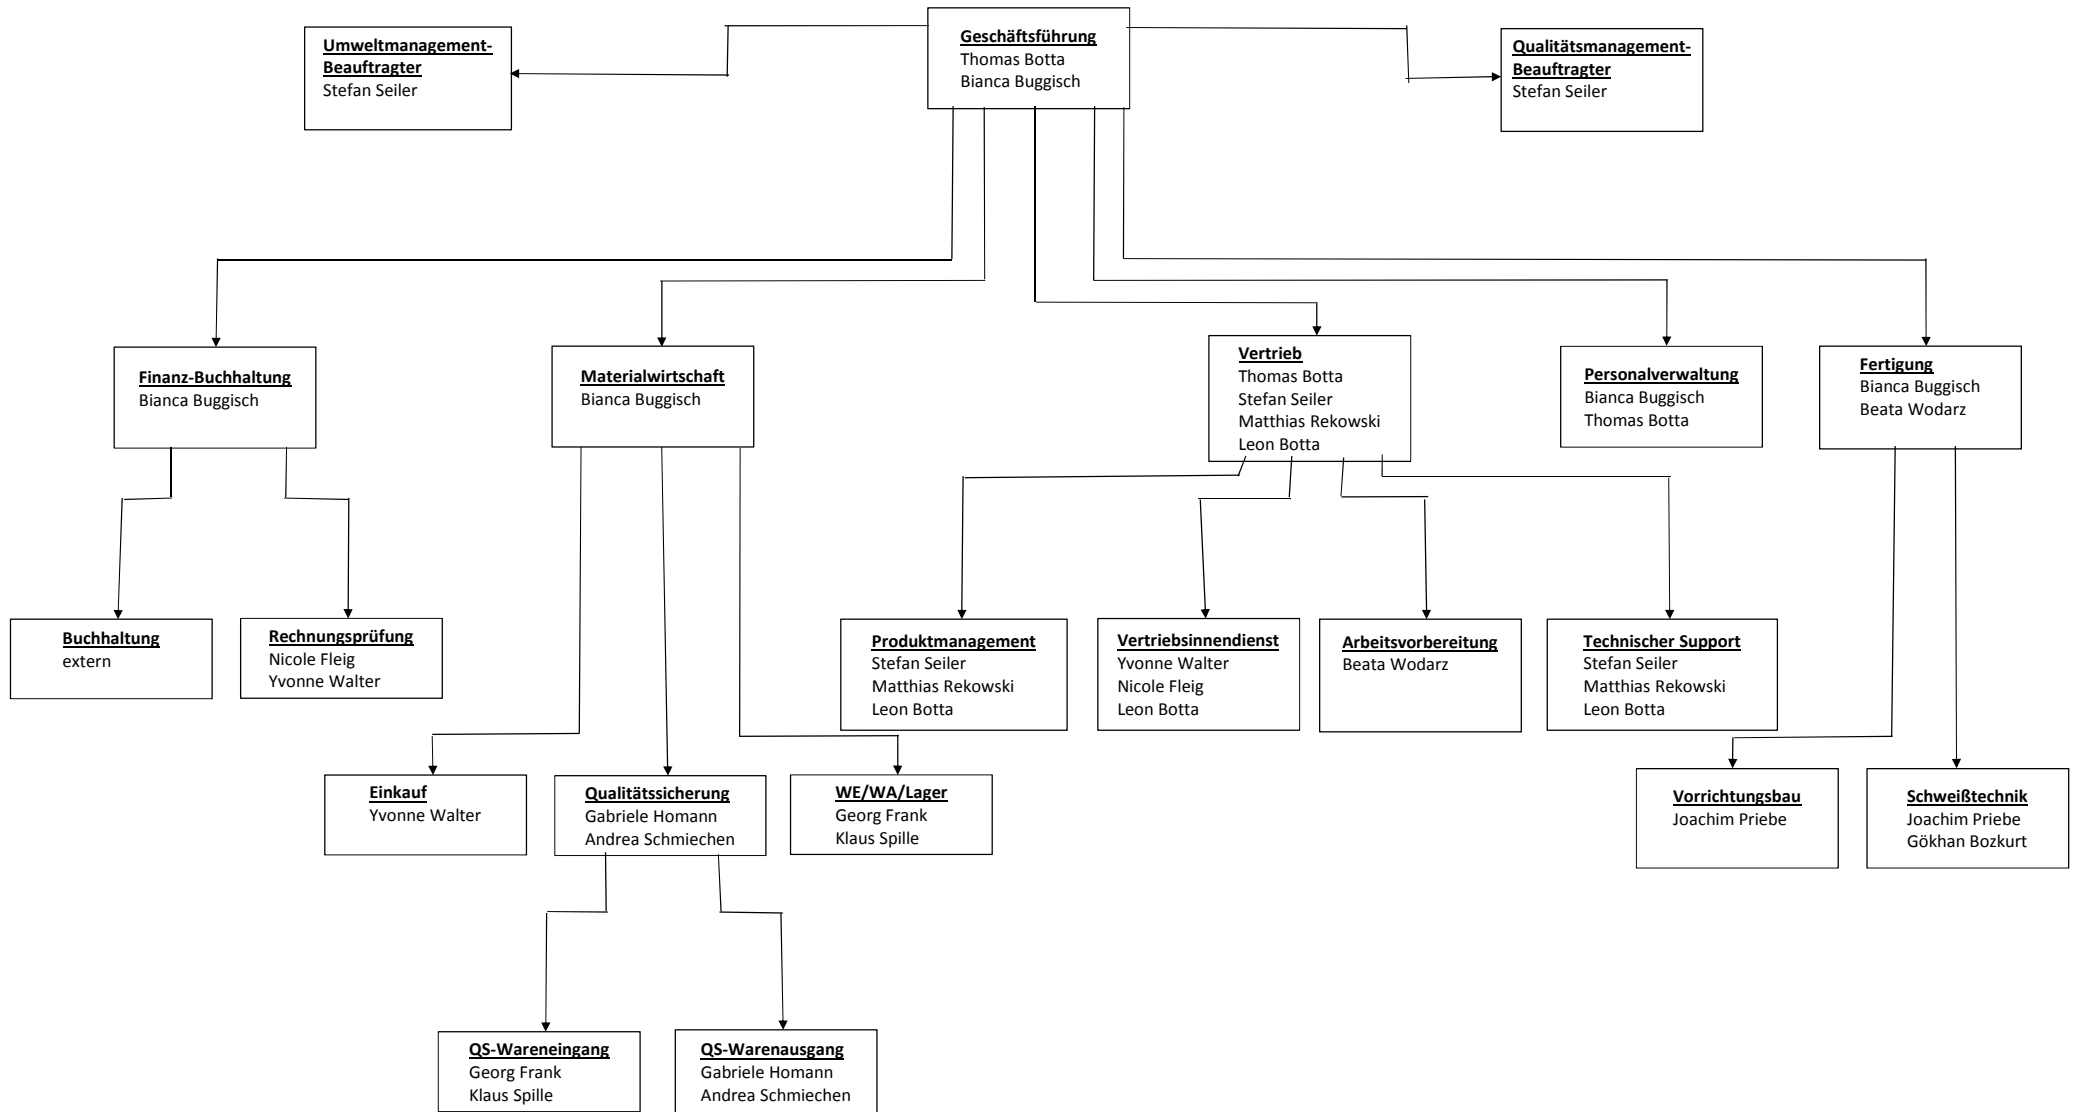 Umweltmanagement-
Beauftragter
Stefan Seiler
Geschäftsführung
Thomas Botta
Bianca Buggisch
Qualitätsmanagement-
Beauftragter
Stefan Seiler
Finanz-Buchhaltung
Bianca Buggisch
Materialwirtschaft
Bianca Buggisch
Vertrieb
Thomas Botta
Stefan Seiler
Matthias Rekowski
Leon Botta
Personalverwaltung
Bianca Buggisch
Thomas Botta
Fertigung
Bianca Buggisch
Beata Wodarz
Buchhaltung
extern
Rechnungsprüfung
Nicole Fleig
Yvonne Walter
Produktmanagement
Stefan Seiler
Matthias Rekowski
Leon Botta
Vertriebsinnendienst
Yvonne Walter
Nicole Fleig
Leon Botta
Arbeitsvorbereitung
Beata Wodarz
Technischer Support
Stefan Seiler
Matthias Rekowski
Leon Botta
Einkauf
Yvonne Walter
Qualitätssicherung
Gabriele Homann
Andrea Schmiechen
WE/WA/Lager
Georg Frank
Klaus Spille
Vorrichtungsbau
Joachim Priebe
Schweißtechnik
Joachim Priebe
Gökhan Bozkurt
QS-Wareneingang
Georg Frank
Klaus Spille
QS-Warenausgang
Gabriele Homann
Andrea Schmiechen